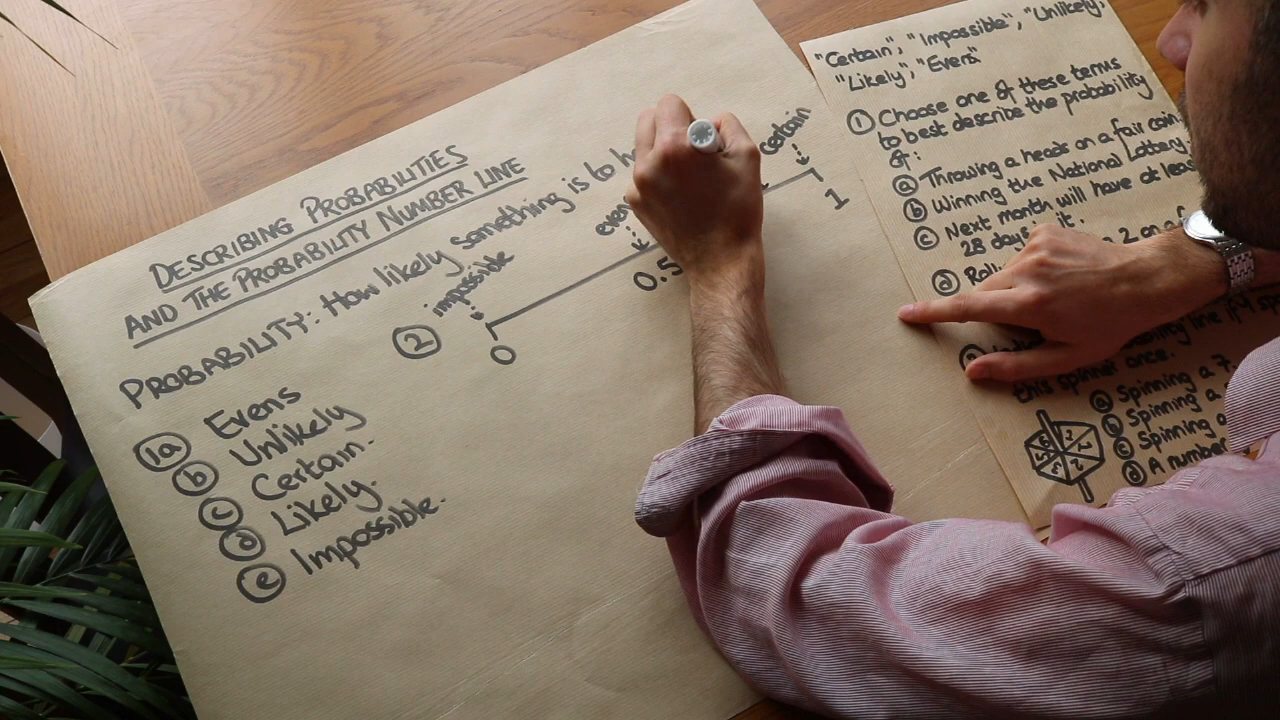 DESCRIBING PROBABILITIES
AND THE PROBABILITY NUMBER LINE
PROBABILITY: How likely something is to
1a Evens
b Unlikely
c Certain.
d Likely.
e Impossible.
2 impossible
certain
0
0.5
1
"Certain", "Impossible", "Unlikely,
"Likely", "Evens"
1 Choose one of these terms
to best describe the probability
of:
a Throwing a heads on a fair coin
b Winning the National Lottery
c Next month will have at least
28 days in it.
d
this spinner once.
a Spinning a 7
b Spinning a
c Spinning
d A number